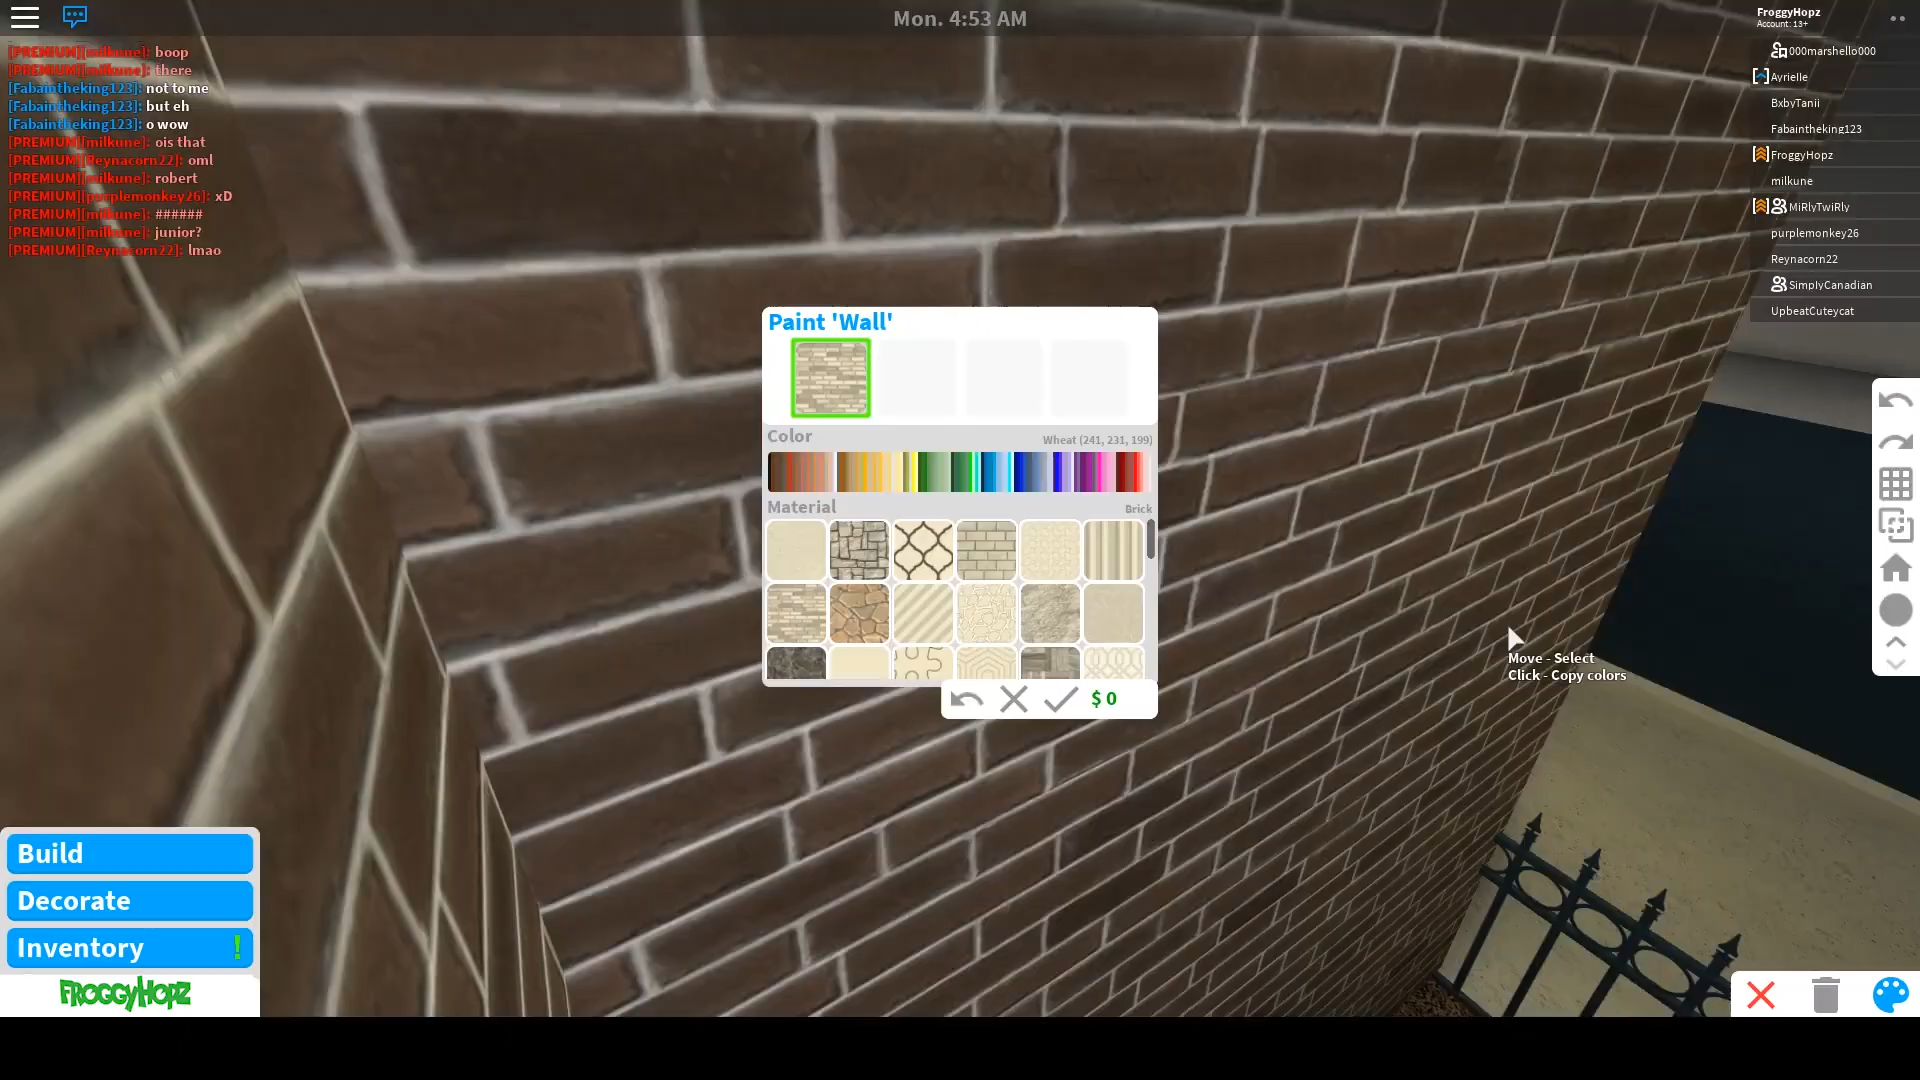 Mon. 4:53 AM
FroggyHopz
Account: 13+
[PREMIUM][milkune]: boop
[PREMIUM][milkune]: there
[Fabaintheking123]: not to me
[Fabaintheking123]: but eh
[Fabaintheking123]: o wow
[PREMIUM][milkune]: ois that
[PREMIUM][Reynacorn22]: oml
[PREMIUM][milkune]: robert
[PREMIUM][purplemonkey26]: xD
[PREMIUM][milkune]: ######
[PREMIUM][milkune]: junior?
[PREMIUM][Reynacorn22]: lmao
000marshello000
Ayrielle
BxbyTanii
Fabaintheking123
FroggyHopz
milkune
MiRlyTwiRly
purplemonkey26
Reynacorn22
SimplyCanadian
UpbeatCuteycat
Paint 'Wall'
Color
Wheat (241, 231, 199)
Material
Brick
$ 0
Move - Select
Click - Copy colors
Build
Decorate
Inventory !
FROGGYHOPZ